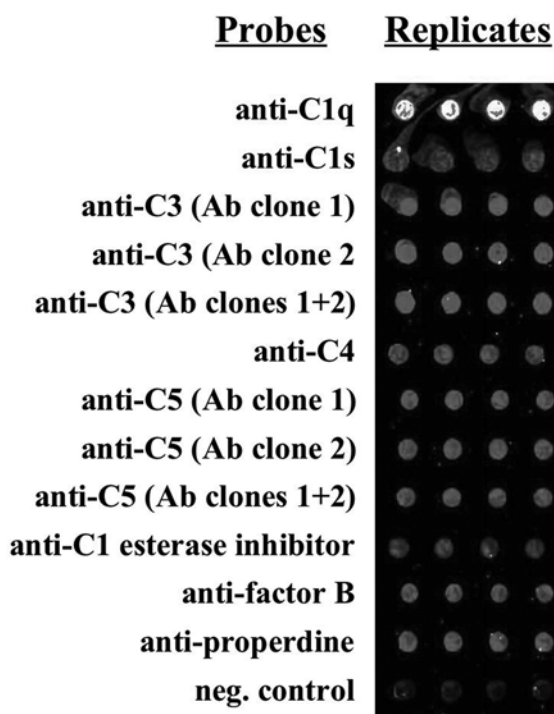 Probes Replicates
anti-C1q
anti-C1s
anti-C3 (Ab clone 1)
anti-C3 (Ab clone 2
anti-C3 (Ab clones 1+2)
anti-C4
anti-C5 (Ab clone 1)
anti-C5 (Ab clone 2)
anti-C5 (Ab clones 1+2)
anti-C1 esterase inhibitor
anti-factor B
anti-properdine
neg. control